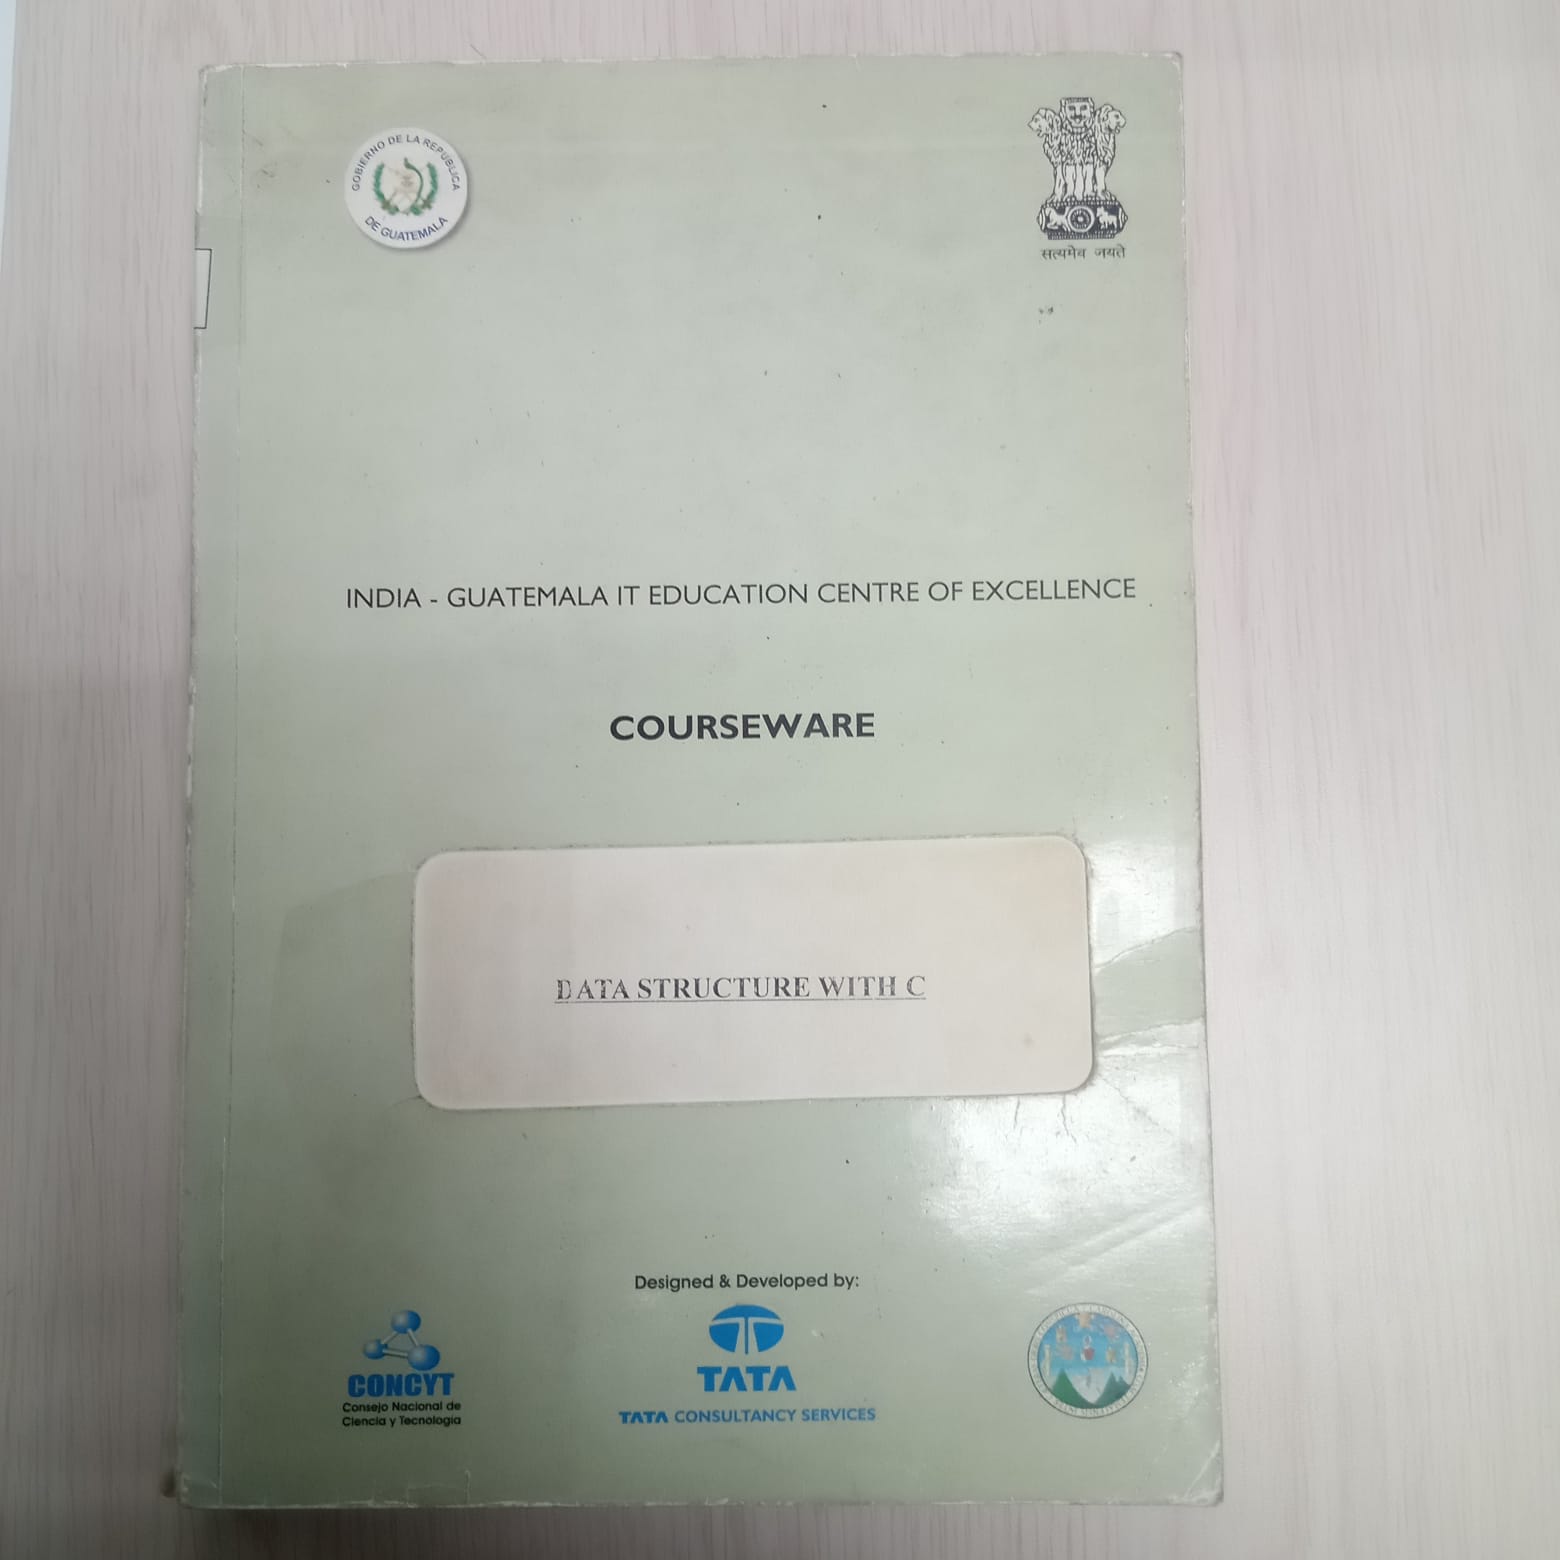 GOBIERNO DE LA REPUBLICA
DE GUATEMALA
सत्यमेव जयते
INDIA - GUATEMALA IT EDUCATION CENTRE OF EXCELLENCE
COURSEWARE
DATA STRUCTURE WITH C
Designed & Developed by:
CONCYT
Consejo Nacional de
Ciencia y Tecnología
TATA
TATA CONSULTANCY SERVICES